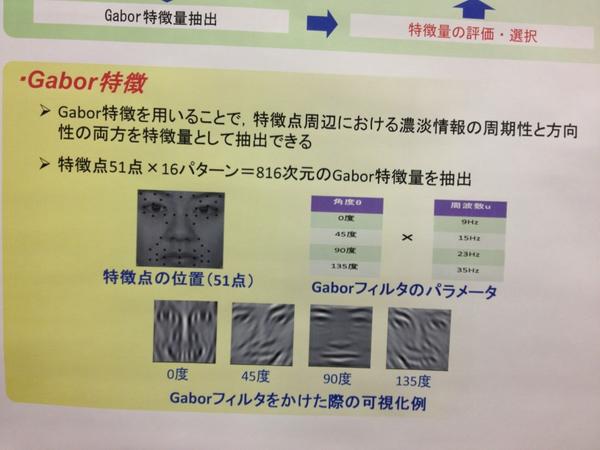 Gabor特徴量抽出
特徴量の評価・選択
・Gabor特徴
➢ Gabor特徴を用いることで，特徴点周辺における濃淡情報の周期性と方向
性の両方を特徴量として抽出できる
➢ 特徴点51点×16パターン＝816次元のGabor特徴量を抽出
角度θ
0度
45度
90度
135度
×
周波数u
9Hz
15Hz
23Hz
35Hz
特徴点の位置（51点）
Gaborフィルタのパラメータ
0度
45度
90度
135度
Gaborフィルタをかけた際の可視化例